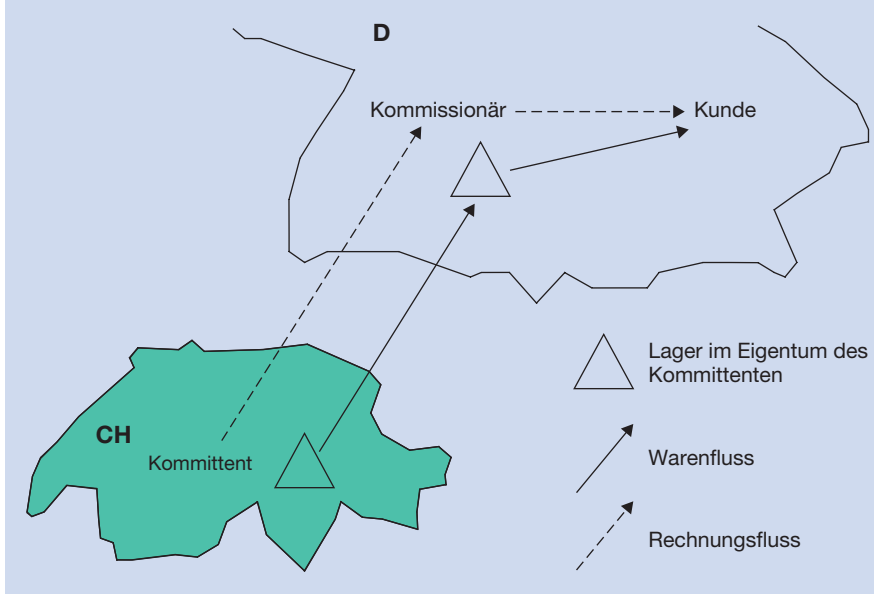 D
Kommissionär
Kunde
CH
Kommittent
Lager im Eigentum des
Kommittenten
Warenfluss
Rechnungsfluss